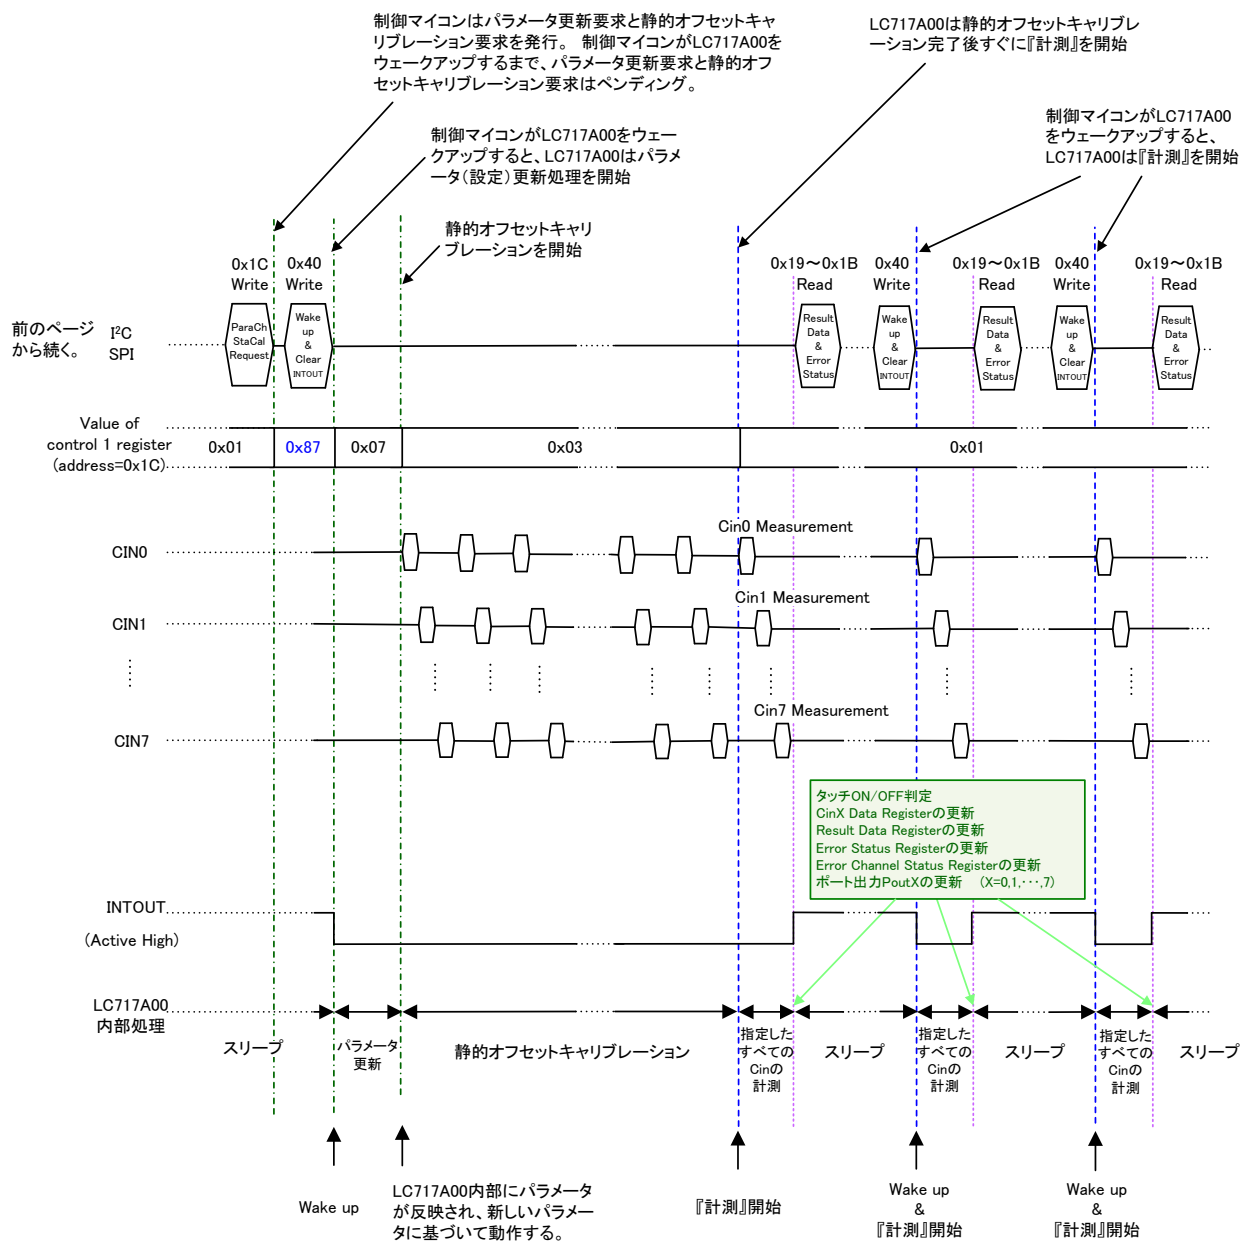 制御マイコンはパラメータ更新要求と静的オフセットキャ
リブレーション要求を発行。 制御マイコンがLC717A00を
ウェークアップするまで、パラメータ更新要求と静的オフ
セットキャリブレーション要求はペンディング。
LC717A00は静的オフセットキャリブレ
ーション完了後すぐに『計測』を開始
制御マイコンがLC717A00をウェー
クアップすると、LC717A00はパラメ
ータ(設定)更新処理を開始
制御マイコンがLC717A00
をウェークアップすると、
LC717A00は『計測』を開始
静的オフセットキャリ
ブレーションを開始
0x1C
Write
0x40
Write
0x19～0x1B
Read
0x40
Write
0x19～0x1B
Read
0x40
Write
0x19～0x1B
Read
前のページ
から続く。
I²C
SPI
ParaCh
StaCal
Request
Wake
up
&
Clear
INTOUT
Result
Data
&
Error
Status
Wake
up
&
Clear
INTOUT
Result
Data
&
Error
Status
Wake
up
&
Clear
INTOUT
Result
Data
&
Error
Status
Value of
control 1 register
(address=0x1C)
0x01
0x87
0x07
0x03
0x01
Cin0 Measurement
CIN0
Cin1 Measurement
CIN1
Cin7 Measurement
CIN7
タッチON/OFF判定
CinX Data Registerの更新
Result Data Registerの更新
Error Status Registerの更新
Error Channel Status Registerの更新
ポート出力PoutXの更新 (X=0,1,･･･,7)
INTOUT
(Active High)
LC717A00
内部処理
スリープ
パラメータ
更新
静的オフセットキャリブレーション
指定した
すべての
Cinの
計測
スリープ
指定した
すべての
Cinの
計測
スリープ
指定した
すべての
Cinの
計測
スリープ
Wake up
LC717A00内部にパラメータ
が反映され、新しいパラメー
タに基づいて動作する。
『計測』開始
Wake up
&
『計測』開始
Wake up
&
『計測』開始